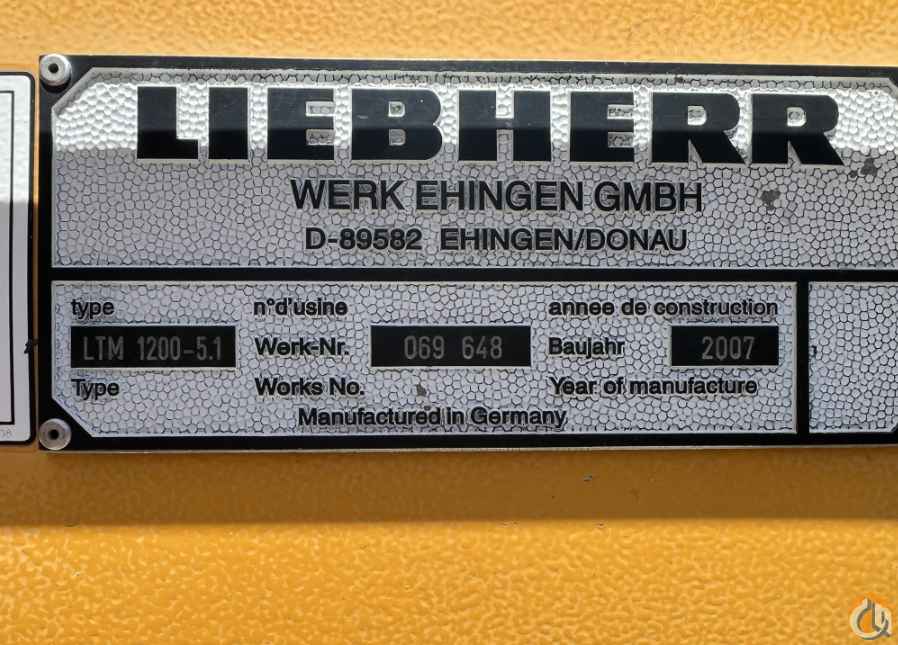 LIEBHERR
WERK EHINGEN GMBH
D-89582 EHINGEN/DONAU
type n°d'usine annee de construction
LTM 1200-5.1 Werk-Nr. 069 648 Baujahr 2007
Type Works No. Year of manufacture
Manufactured in Germany